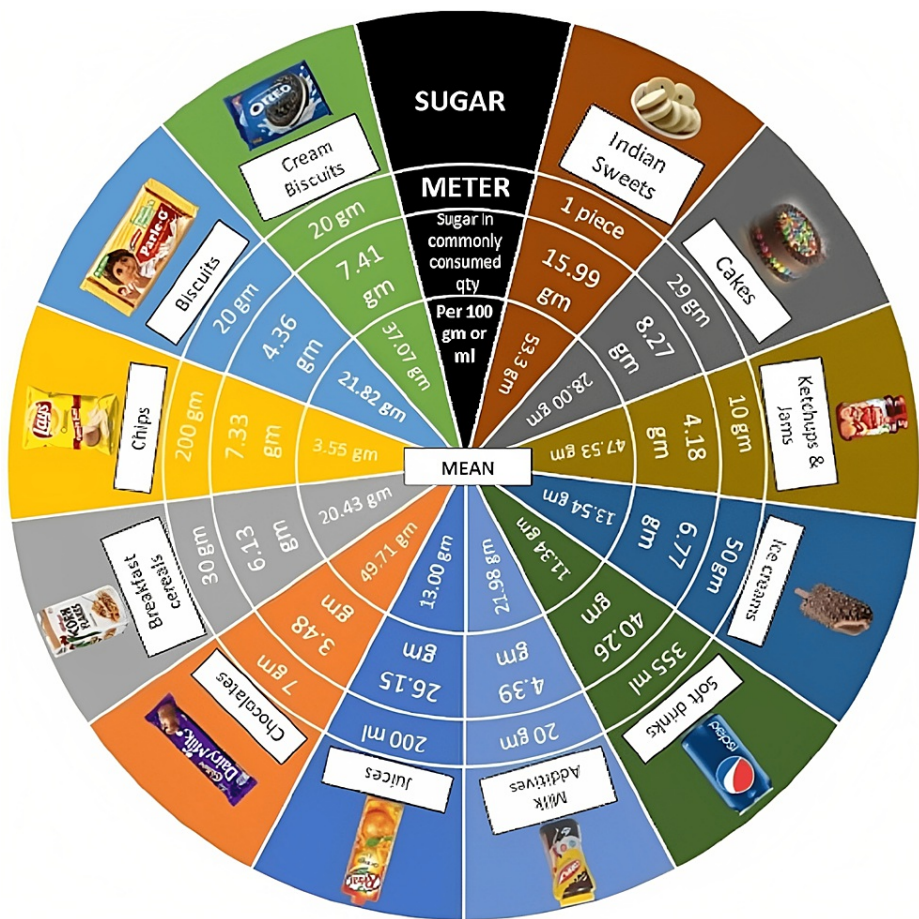 SUGAR
METER
Sugar in
commonly
consumed
qty
Per 100
gm or
ml
Indian
Sweets
1 piece
15.99
gm
53.3 gm
Cakes
29 gm
8.27
gm
28.00 gm
Ketchups &
Jams
10 gm
4.18
gm
47.53 gm
Ice creams
50gm
6.77
gm
13.54 gm
pepsi
Soft drinks
355 ml
40.26
gm
11.34 gm
Milk
Additives
20 gm
4.39
gm
21.98 gm
Real
Juices
200 ml
26.15
gm
13.00 gm
Cadbury
Dairy Milk
Chocolates
7 gm
3.48
gm
49.71 gm
CORN
FLAKES
Breakfast
cereals
30 gm
6.13
gm
20.43 gm
Lay's
Chips
200 gm
7.33
gm
3.55 gm
Parle-G
Biscuits
20 gm
4.36
gm
21.82 gm
OREO
Cream
Biscuits
20 gm
7.41
gm
37.07 gm
MEAN